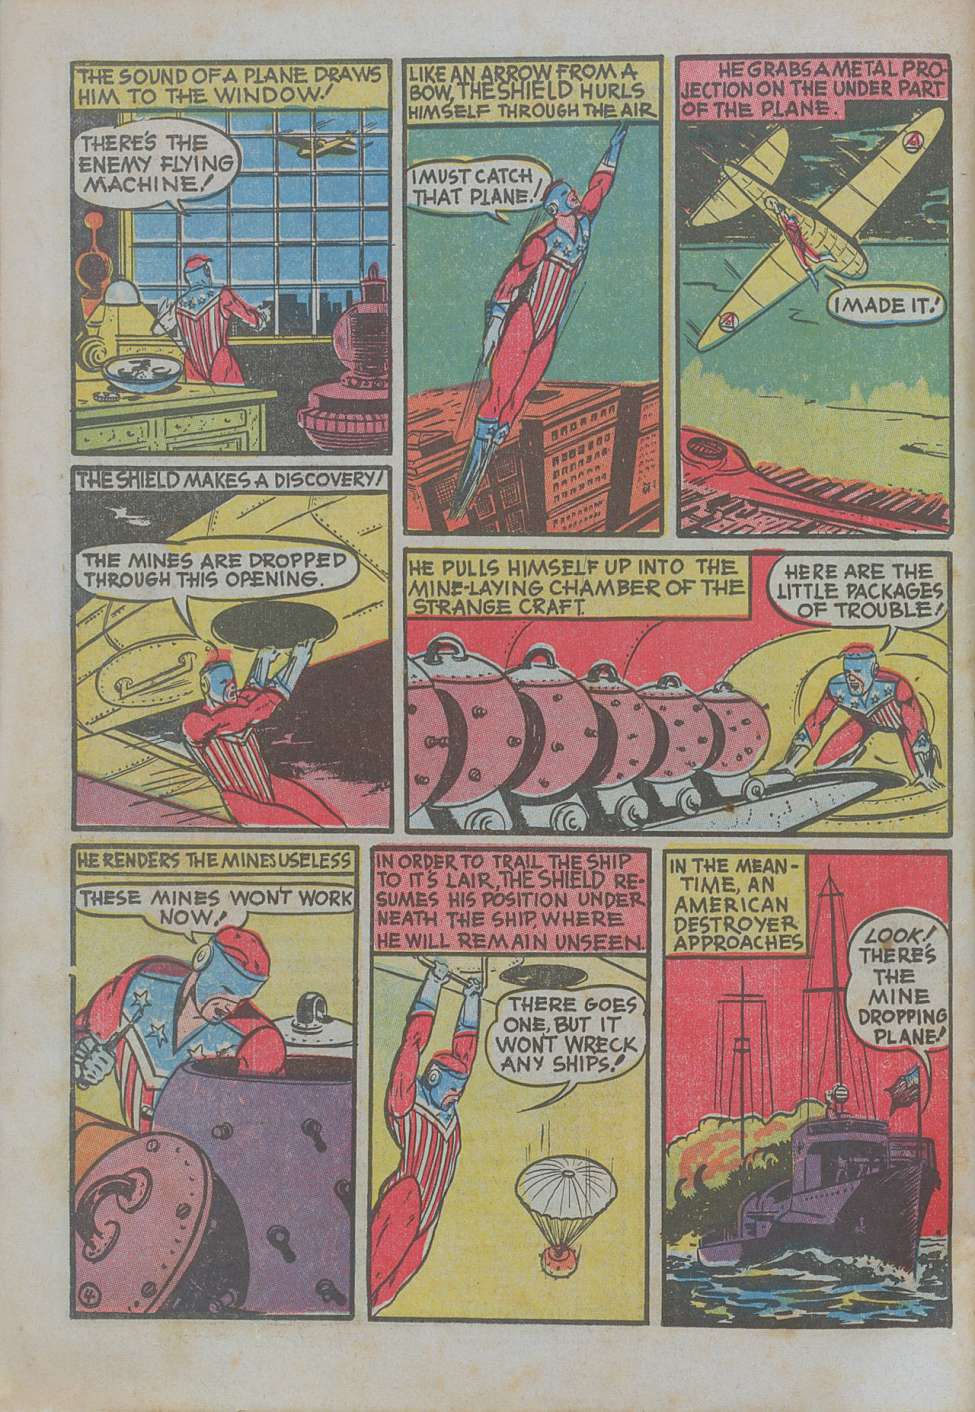 THE SOUND OF A PLANE DRAWS
HIM TO THE WINDOW!
THERE'S THE
ENEMY FLYING
MACHINE!
LIKE AN ARROW FROM A
BOW, THE SHIELD HURLS
HIMSELF THROUGH THE AIR
I MUST CATCH
THAT PLANE!
HE GRABS A METAL PRO-
JECTION ON THE UNDER PART
OF THE PLANE.
I MADE IT!
THE SHIELD MAKES A DISCOVERY!
THE MINES ARE DROPPED
THROUGH THIS OPENING.
HE PULLS HIMSELF UP INTO THE
MINE-LAYING CHAMBER OF THE
STRANGE CRAFT.
HERE ARE THE
LITTLE PACKAGES
OF TROUBLE!
HE RENDERS THE MINES USELESS
THESE MINES WON'T WORK
NOW!
4
IN ORDER TO TRAIL THE SHIP
TO IT'S LAIR, THE SHIELD RE-
SUMES HIS POSITION UNDER
NEATH THE SHIP, WHERE
HE WILL REMAIN UNSEEN.
THERE GOES
ONE, BUT IT
WONT WRECK
ANY SHIPS!
IN THE MEAN-
TIME, AN
AMERICAN
DESTROYER
APPROACHES
LOOK!
THERE'S
THE
MINE
DROPPING
PLANE!